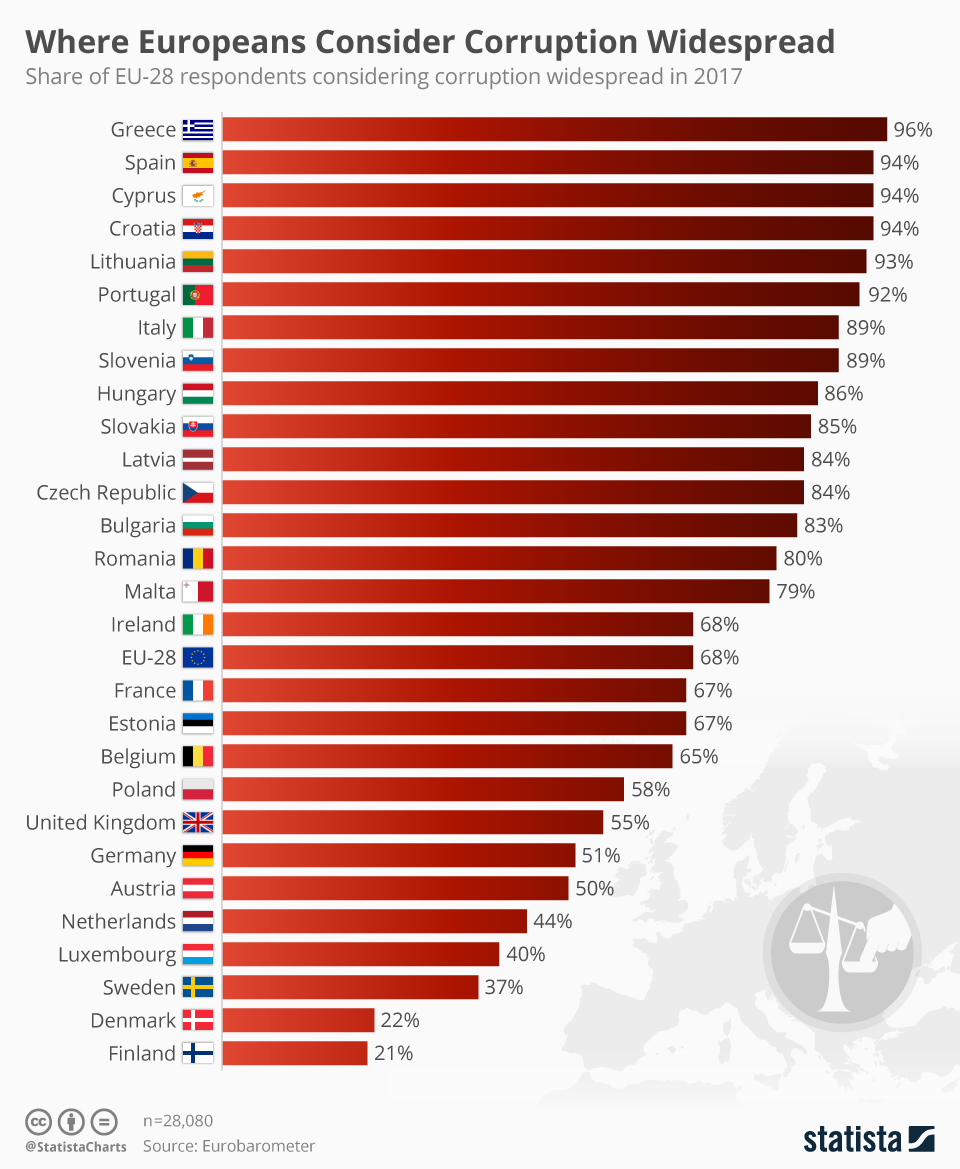 Where Europeans Consider Corruption Widespread
Share of EU-28 respondents considering corruption widespread in 2017
Greece 96%
Spain 94%
Cyprus 94%
Croatia 94%
Lithuania 93%
Portugal 92%
Italy 89%
Slovenia 89%
Hungary 86%
Slovakia 85%
Latvia 84%
Czech Republic 84%
Bulgaria 83%
Romania 80%
Malta 79%
Ireland 68%
EU-28 68%
France 67%
Estonia 67%
Belgium 65%
Poland 58%
United Kingdom 55%
Germany 51%
Austria 50%
Netherlands 44%
Luxembourg 40%
Sweden 37%
Denmark 22%
Finland 21%
cc n=28,080
@StatistaCharts Source: Eurobarometer
statista